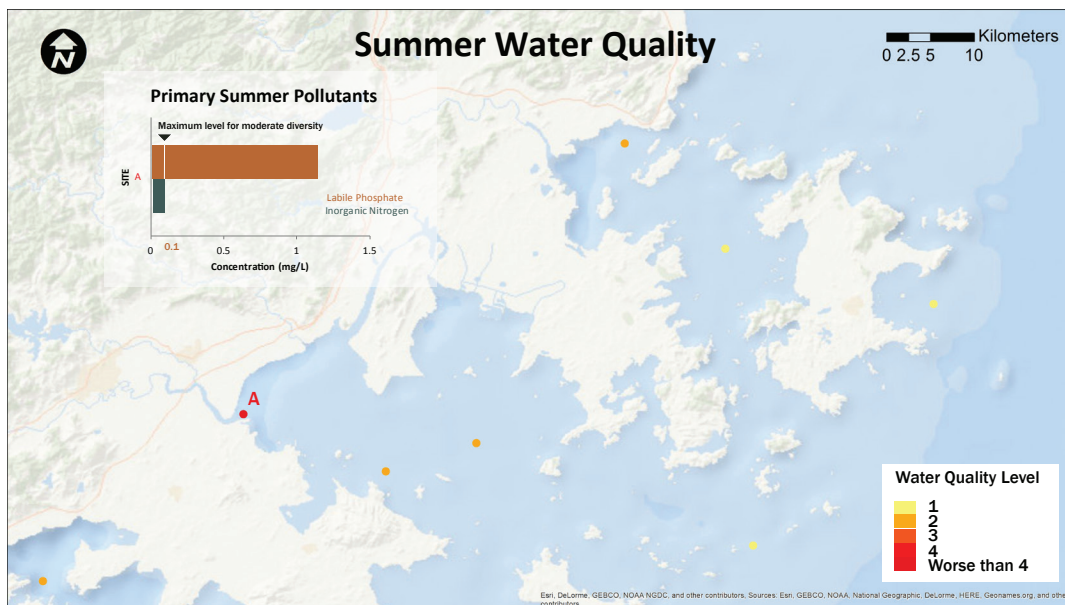 N
Summer Water Quality
Kilometers
0 2.5 5 10
Primary Summer Pollutants
Maximum level for moderate diversity
SITE
A
Labile Phosphate
Inorganic Nitrogen
0 0.1 0.5 1 1.5
Concentration (mg/L)
A
Water Quality Level
1
2
3
4
Worse than 4
Esri, DeLorme, GEBCO, NOAA NGDC, and other contributors, Sources: Esri, GEBCO, NOAA, National Geographic, DeLorme, HERE, Geonames.org, and other
contributors